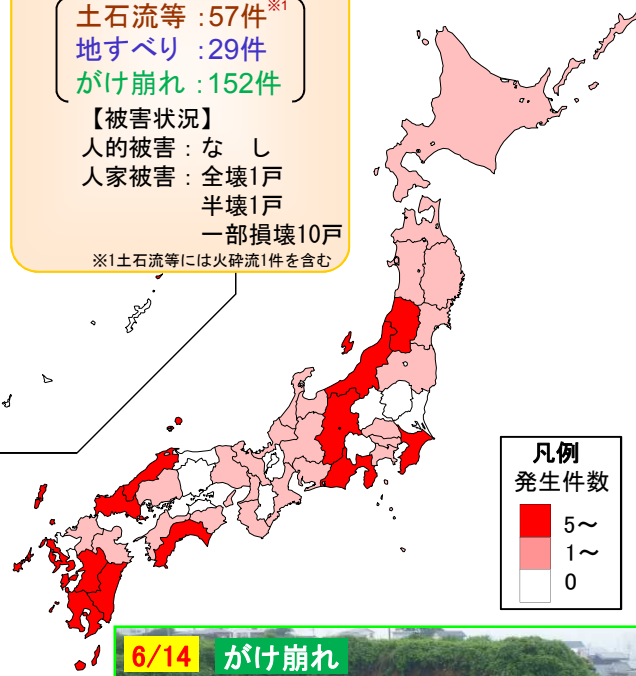 土石流等：57件※1
地すべり：29件
がけ崩れ：152件
【被害状況】
人的被害：な　し
人家被害：全壊1戸
半壊1戸
一部損壊10戸
※1土石流等には火砕流1件を含む
凡例
発生件数
5～
1～
0
6/14 がけ崩れ